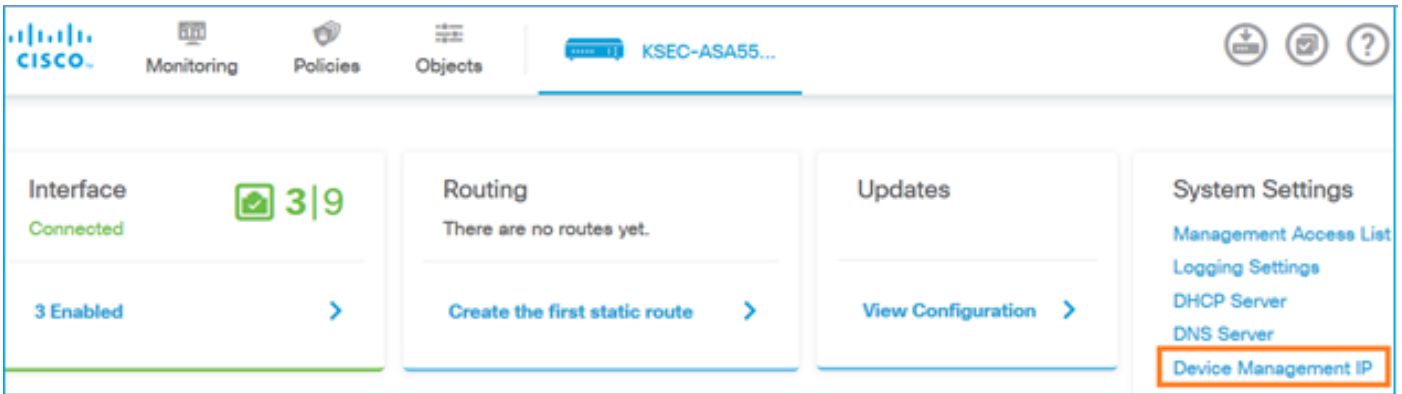 CISCO
Monitoring
Policies
Objects
KSEC-ASA55...
Interface
Connected
3|9
3 Enabled
Routing
There are no routes yet.
Create the first static route
Updates
View Configuration
System Settings
Management Access List
Logging Settings
DHCP Server
DNS Server
Device Management IP